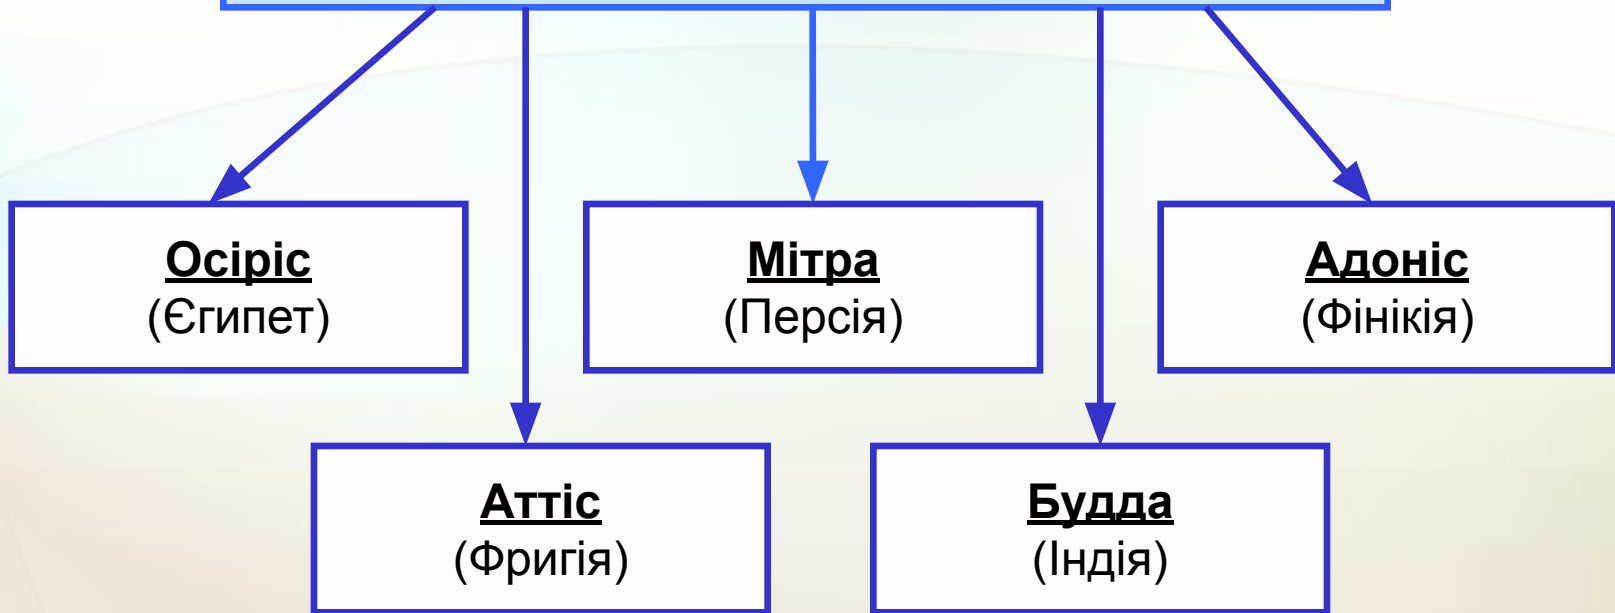 Осіріс
(Єгипет)
Мітра
(Персія)
Адоніс
(Фінікія)
Аттіс
(Фригія)
Будда
(Індія)